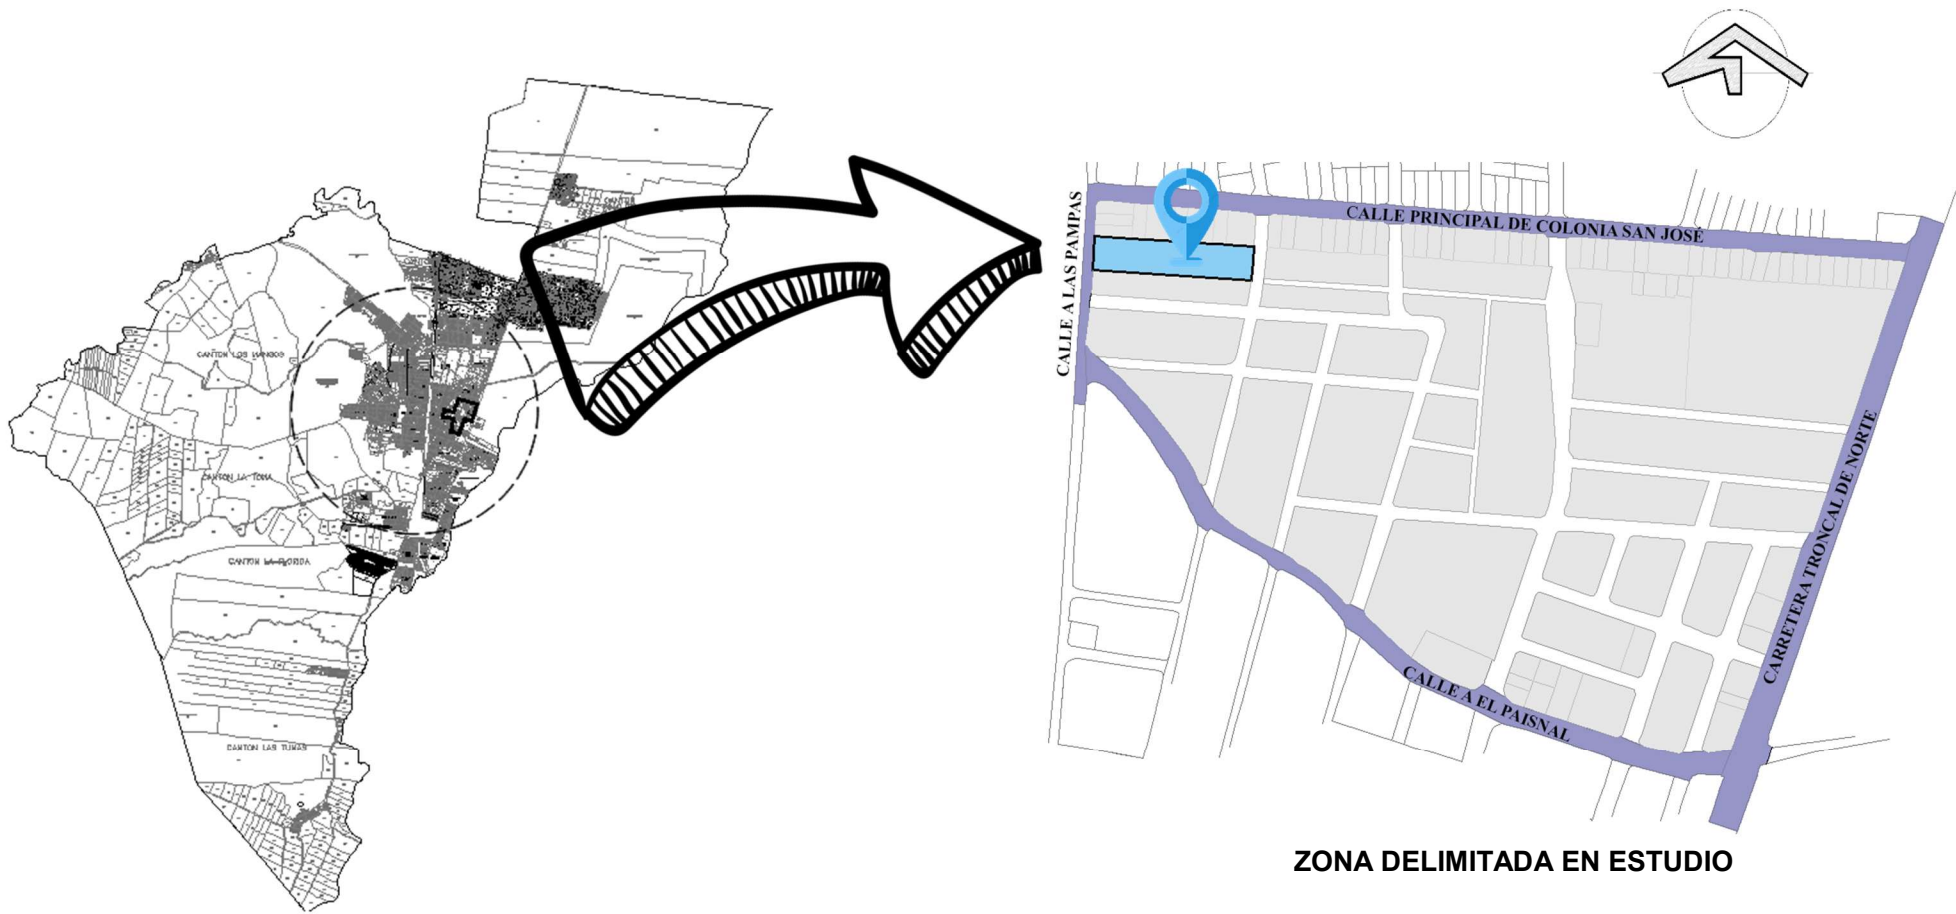 CANTON LOS MANGOS
CANTON LA TOMA
CANTON LA FLORIDA
CANTON LAS TUNAS
CALLE A LAS PAMPAS
CALLE PRINCIPAL DE COLONIA SAN JOSÉ
CARRETERA TRONCAL DE NORTE
CALLE A EL PAISNAL
ZONA DELIMITADA EN ESTUDIO